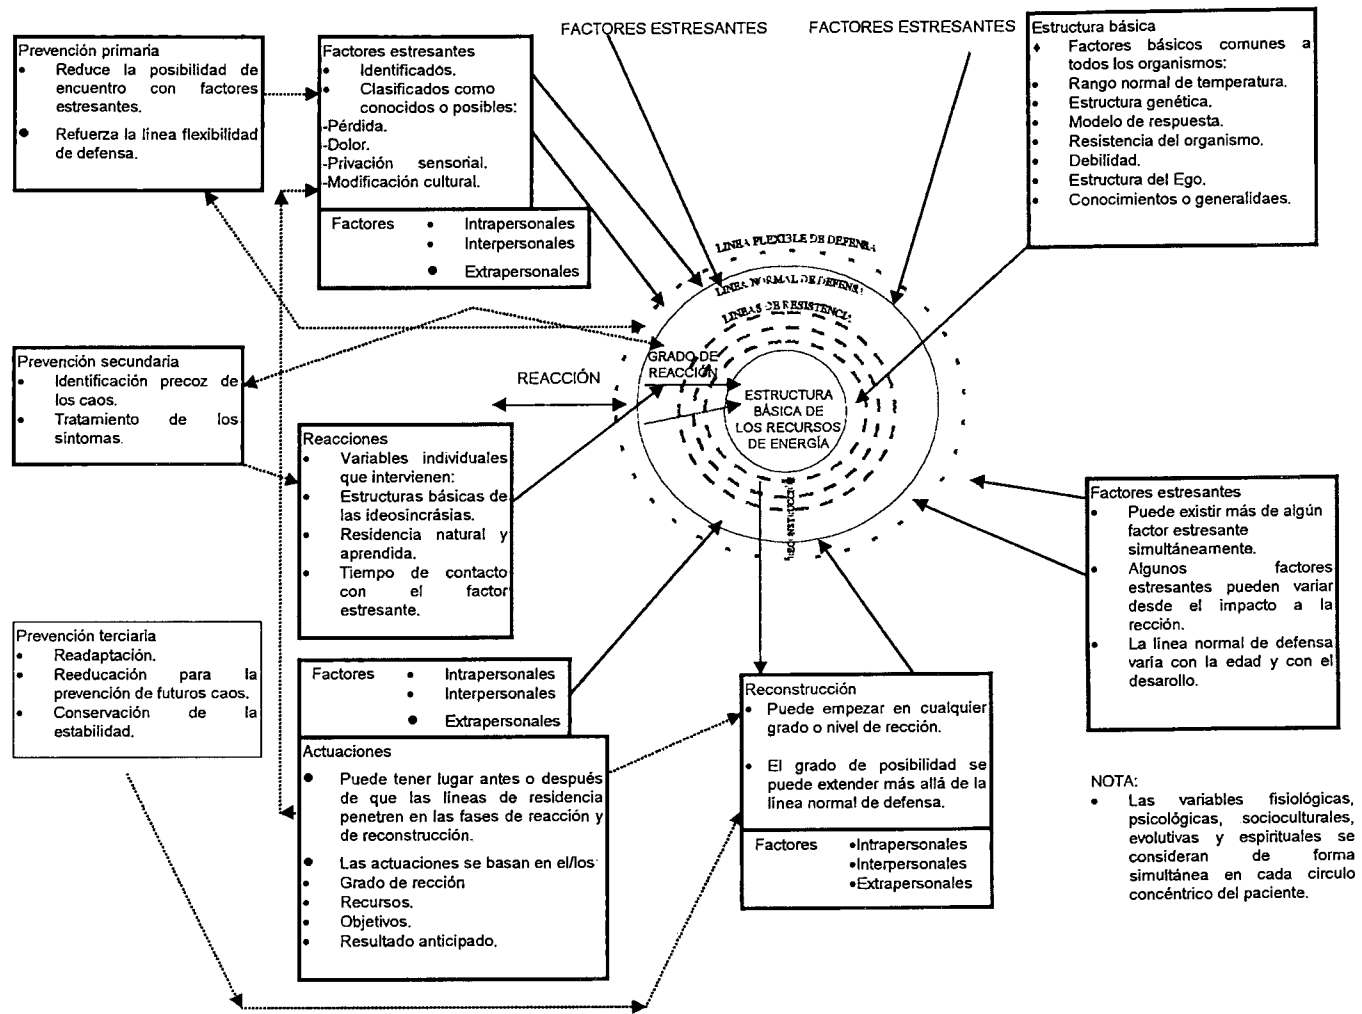 Prevención primaria
• Reduce la posibilidad de
encuentro con factores
estresantes.
• Refuerza la línea flexibilidad
de defensa.
Factores estresantes
• Identificados.
• Clasificados como
conocidos o posibles:
-Pérdida.
-Dolor.
-Privación sensorial.
-Modificación cultural.
Factores • Intrapersonales
• Interpersonales
• Extrapersonales
FACTORES ESTRESANTES
FACTORES ESTRESANTES
Estructura básica
♦ Factores básicos comunes a
todos los organismos:
• Rango normal de temperatura.
• Estructura genética.
• Modelo de respuesta.
• Resistencia del organismo.
• Debilidad.
• Estructura del Ego.
• Conocimientos o generalidaes.
LINEA FLEXIBLE DE DEFENSA
LINEA NORMAL DE DEFENSA
LINEAS DE RESISTENCIA
GRADO DE
REACCIÓN
ESTRUCTURA
BÁSICA DE
LOS RECURSOS
DE ENERGÍA
RECONSTRUCCIÓN
REACCIÓN
Prevención secundaria
• Identificación precoz de
los caos.
• Tratamiento de los
síntomas.
Reacciones
• Variables individuales
que intervienen:
• Estructuras básicas de
las ideosincrásias.
• Residencia natural y
aprendida.
• Tiempo de contacto
con el factor
estresante.
Factores estresantes
• Puede existir más de algún
factor estresante
simultáneamente.
• Algunos factores
estresantes pueden variar
desde el impacto a la
rección.
• La línea normal de defensa
varía con la edad y con el
desarollo.
Prevención terciaria
• Readaptación.
• Reeducación para la
prevención de futuros caos.
• Conservación de la
estabilidad.
Factores • Intrapersonales
• Interpersonales
• Extrapersonales
Actuaciones
• Puede tener lugar antes o después
de que las líneas de residencia
penetren en las fases de reacción y
de reconstrucción.
• Las actuaciones se basan en el/los
• Grado de rección
• Recursos.
• Objetivos.
• Resultado anticipado.
Reconstrucción
• Puede empezar en cualquier
grado o nivel de rección.
• El grado de posibilidad se
puede extender más allá de la
línea normal de defensa.
Factores •Intrapersonales
•Interpersonales
•Extrapersonales
NOTA:
• Las variables fisiológicas,
psicológicas, socioculturales,
evolutivas y espirituales se
consideran de forma
simultánea en cada circulo
concéntrico del paciente.